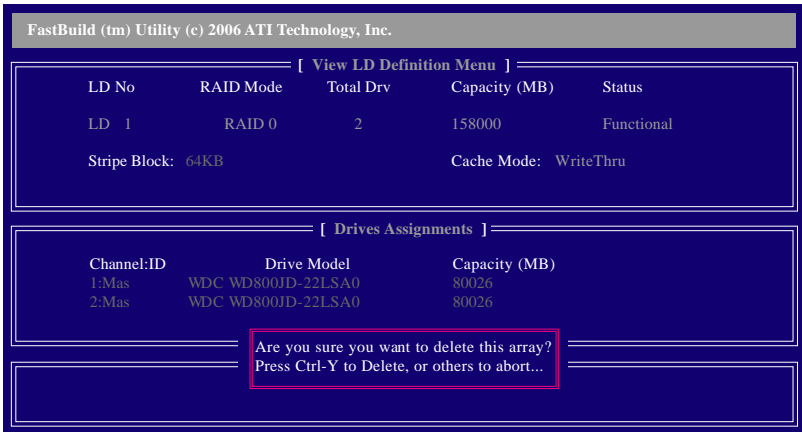 FastBuild (tm) Utility (c) 2006 ATI Technology, Inc.
[ View LD Definition Menu ]
LD No RAID Mode Total Drv Capacity (MB) Status
LD 1 RAID 0 2 158000 Functional
Stripe Block: 64KB Cache Mode: WriteThru
[ Drives Assignments ]
Channel:ID Drive Model Capacity (MB)
1:Mas WDC WD800JD-22LSA0 80026
2:Mas WDC WD800JD-22LSA0 80026
Are you sure you want to delete this array?
Press Ctrl-Y to Delete, or others to abort...